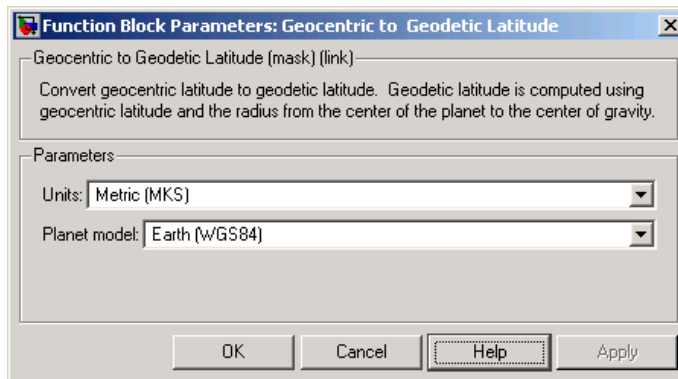 Function Block Parameters: Geocentric to Geodetic Latitude
Geocentric to Geodetic Latitude (mask) (link)
Convert geocentric latitude to geodetic latitude. Geodetic latitude is computed using
geocentric latitude and the radius from the center of the planet to the center of gravity.
Parameters
Units: Metric (MKS)
Planet model: Earth (WGS84)
OK Cancel Help Apply